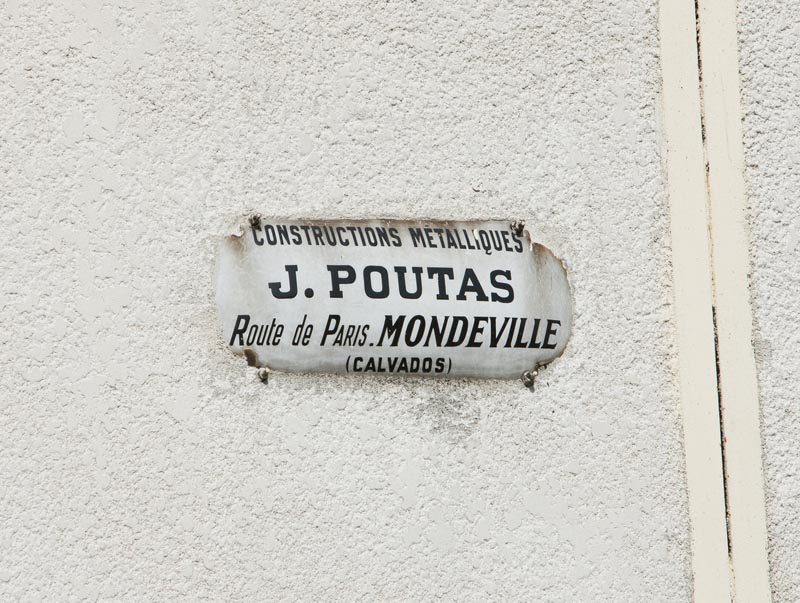 CONSTRUCTIONS MÉTALLIQUES
J. POUTAS
ROUTE de PARIS. MONDEVILLE
(CALVADOS)